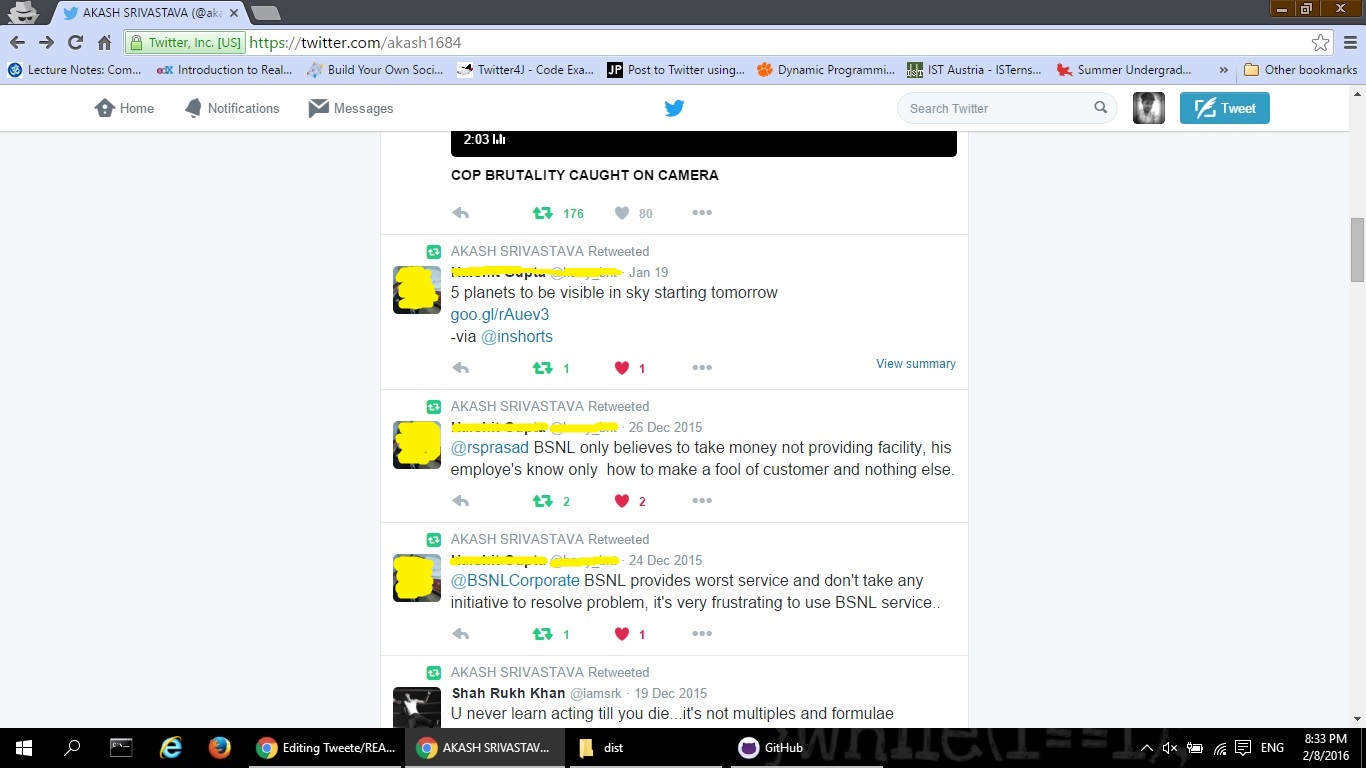 AKASH SRIVASTAVA (@aka
Twitter, Inc. [US] https://twitter.com/akash1684
Lecture Notes: Com... Introduction to Real... Build Your Own Soci... Twitter4J - Code Exa... Post to Twitter using... Dynamic Programmi... IST Austria - ISTerns... Summer Undergrad... » Other bookmarks
Home Notifications Messages Search Twitter Tweet
2:03
COP BRUTALITY CAUGHT ON CAMERA
176 80
AKASH SRIVASTAVA Retweeted
· Jan 19
5 planets to be visible in sky starting tomorrow
goo.gl/rAuev3
-via @inshorts
1 1 View summary
AKASH SRIVASTAVA Retweeted
· 26 Dec 2015
@rsprasad BSNL only believes to take money not providing facility, his
employe's know only how to make a fool of customer and nothing else.
2 2
AKASH SRIVASTAVA Retweeted
· 24 Dec 2015
@BSNLCorporate BSNL provides worst service and don't take any
initiative to resolve problem, it's very frustrating to use BSNL service..
1 1
AKASH SRIVASTAVA Retweeted
Shah Rukh Khan @iamsrk · 19 Dec 2015
U never learn acting till you die...it's not multiples and formulae
Editing Tweete/REA... AKASH SRIVASTAV... dist GitHub while(1==1); ENG 8:33 PM
2/8/2016